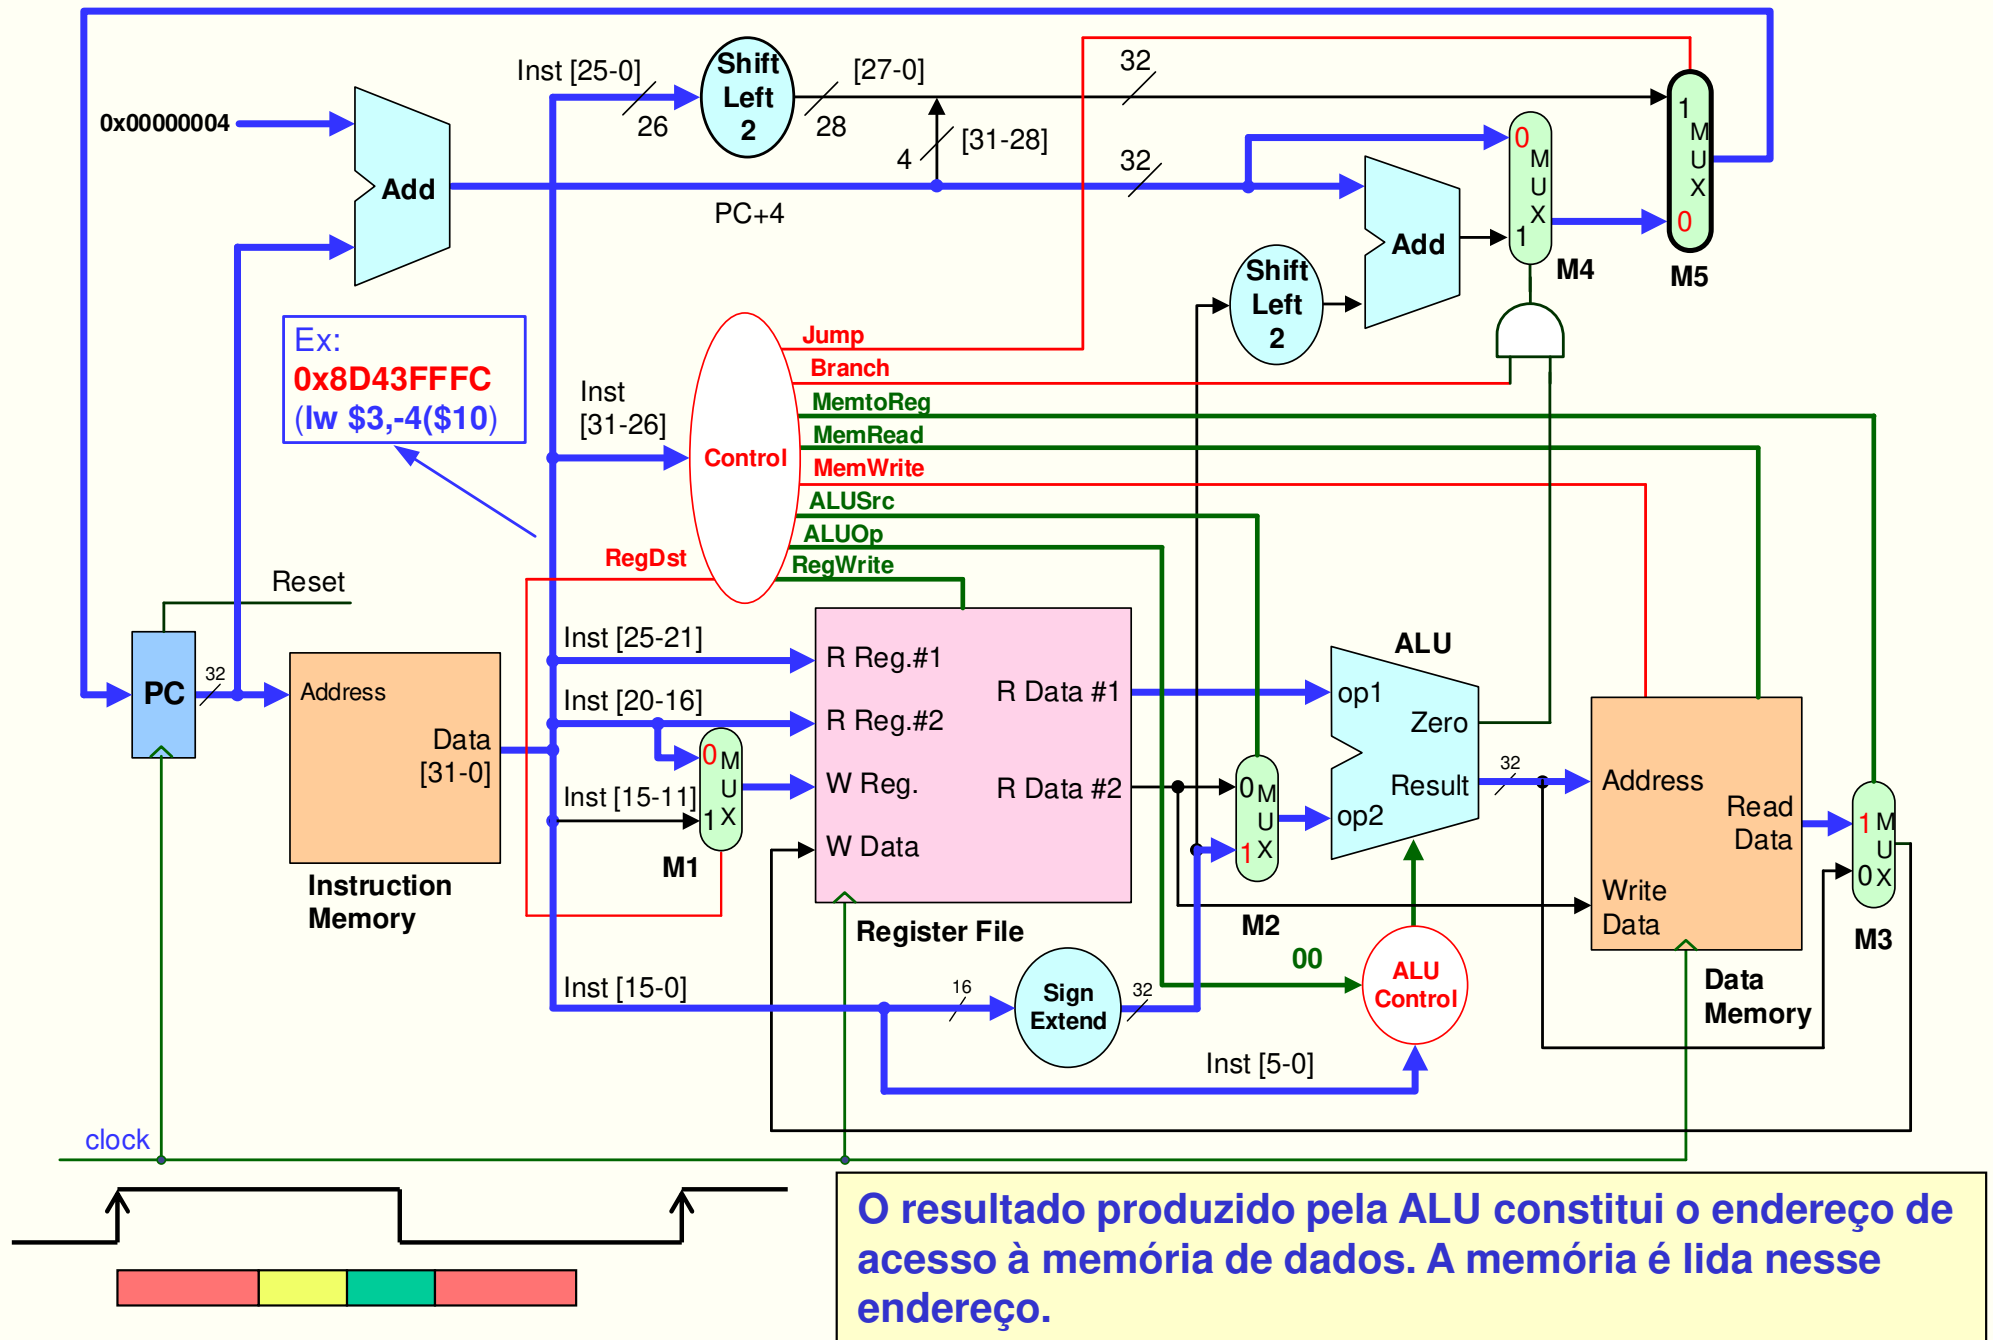 Inst [25-0]
26
Shift
Left
2
28
[27-0]
32
0x00000004
Add
4
[31-28]
32
PC+4
0
M
U
X
1
M4
1
M
U
X
0
M5
Add
Shift
Left
2
Ex:
0x8D43FFFC
(lw $3,-4($10)
Inst
[31-26]
Control
Jump
Branch
MemtoReg
MemRead
MemWrite
ALUSrc
ALUOp
RegWrite
RegDst
Reset
PC
32
Address
Data
[31-0]
Instruction
Memory
Inst [25-21]
Inst [20-16]
Inst [15-11]
0
M
U
X
1
M1
R Reg.#1
R Reg.#2
W Reg.
W Data
R Data #1
R Data #2
Register File
0
M
U
X
1
M2
ALU
op1
Zero
Result
op2
32
Address
Read
Data
Write
Data
Data
Memory
1
M
U
X
0
M3
00
ALU
Control
Inst [15-0]
16
Sign
Extend
32
Inst [5-0]
clock
O resultado produzido pela ALU constitui o endereço de
acesso à memória de dados. A memória é lida nesse
endereço.